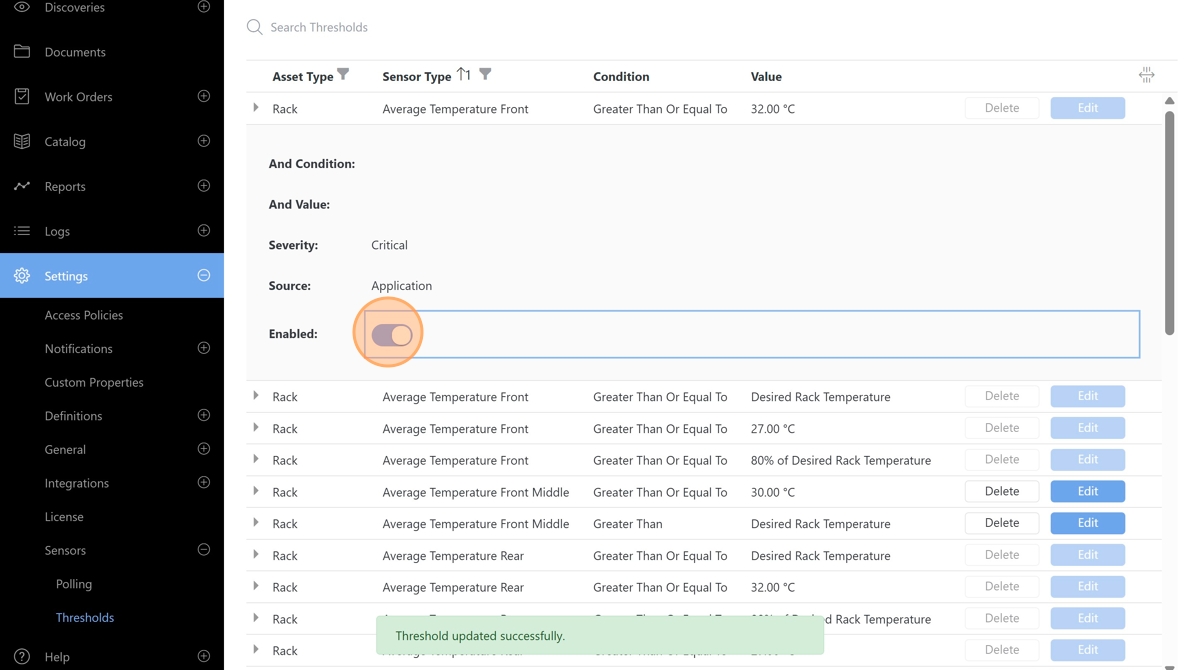 Discoveries
Documents
Work Orders
Catalog
Reports
Logs
Settings
Access Policies
Notifications
Custom Properties
Definitions
General
Integrations
License
Sensors
Polling
Thresholds
Help
Search Thresholds
Asset Type Sensor Type 1 Condition Value
Rack Average Temperature Front Greater Than Or Equal To 32.00 °C Delete Edit
And Condition:
And Value:
Severity: Critical
Source: Application
Enabled:
Rack Average Temperature Front Greater Than Or Equal To Desired Rack Temperature Delete Edit
Rack Average Temperature Front Greater Than Or Equal To 27.00 °C Delete Edit
Rack Average Temperature Front Greater Than Or Equal To 80% of Desired Rack Temperature Delete Edit
Rack Average Temperature Front Middle Greater Than Or Equal To 30.00 °C Delete Edit
Rack Average Temperature Front Middle Greater Than Desired Rack Temperature Delete Edit
Rack Average Temperature Rear Greater Than Or Equal To Desired Rack Temperature Delete Edit
Rack Average Temperature Rear Greater Than Or Equal To 32.00 °C Delete Edit
Rack Rack Temperature Delete Edit
Threshold updated successfully.
Rack Delete Edit